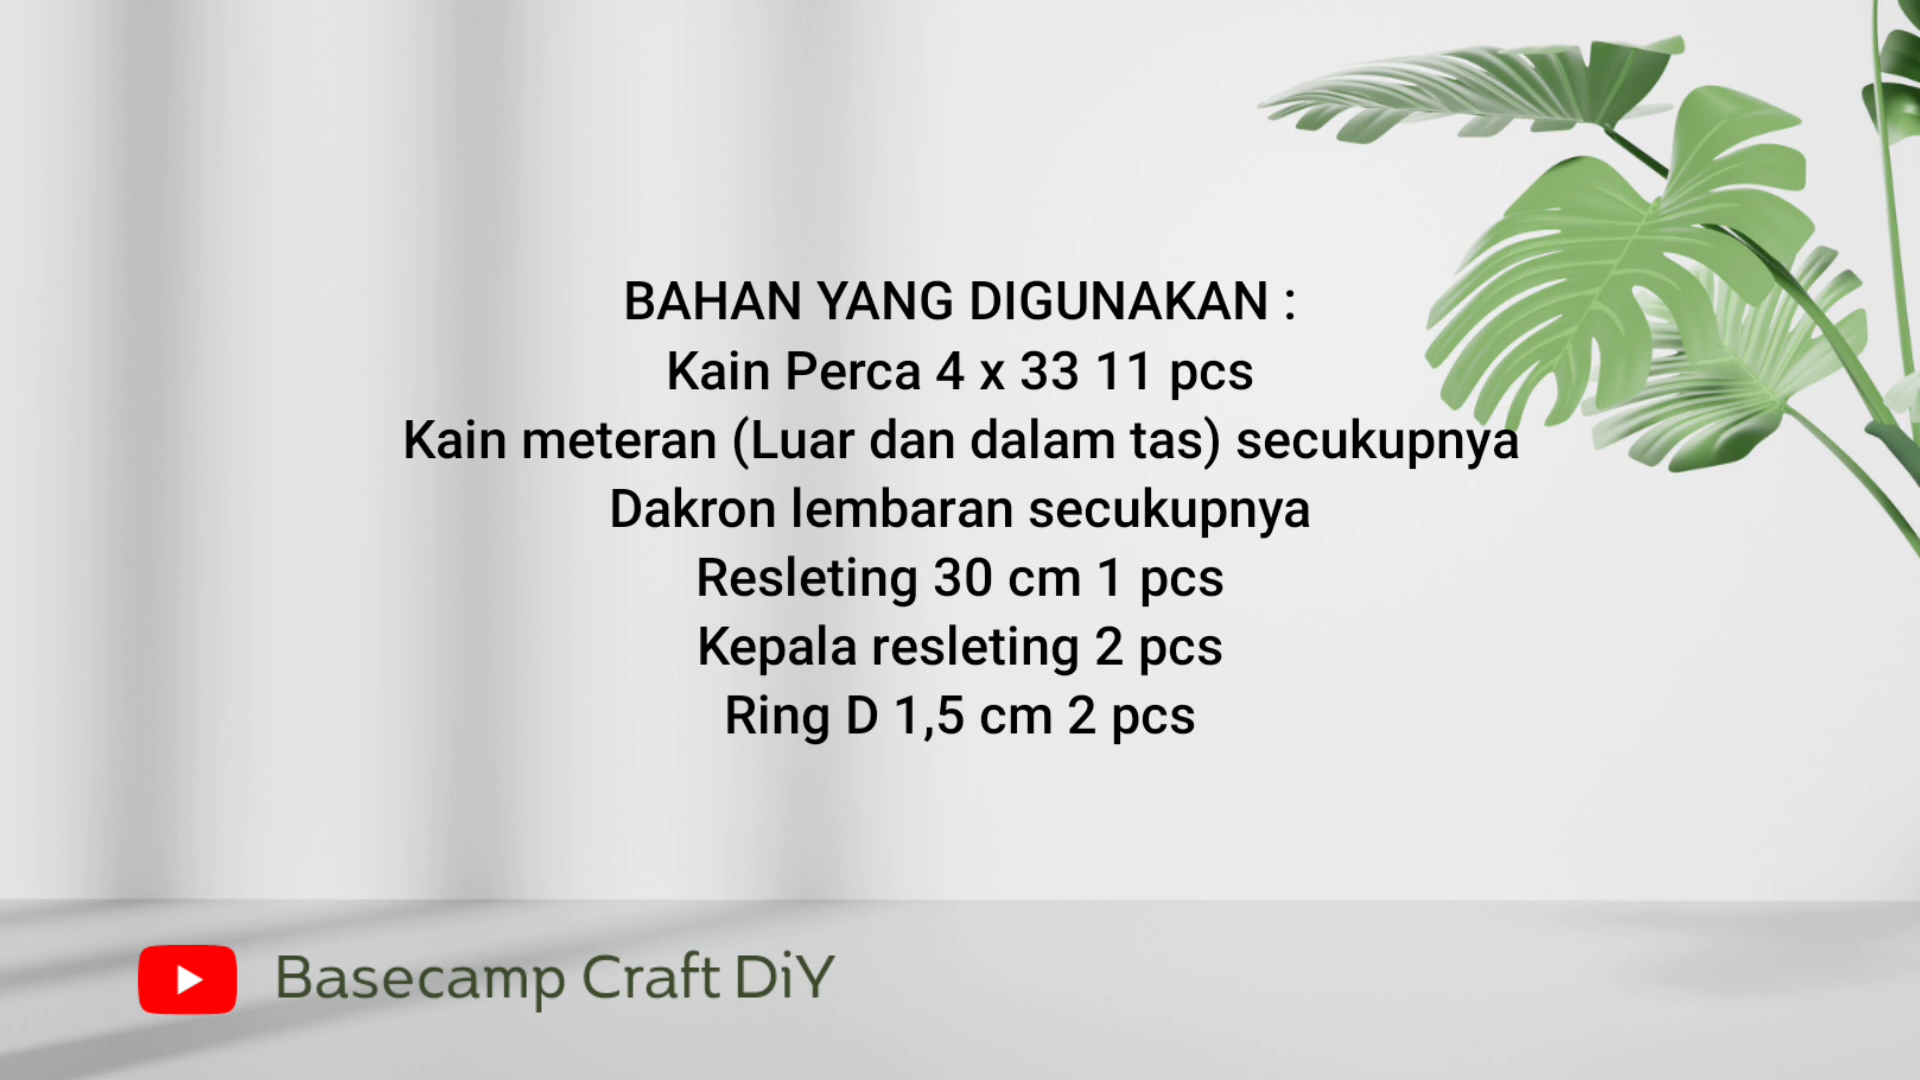 BAHAN YANG DIGUNAKAN :
Kain Perca 4 x 33 11 pcs
Kain meteran (Luar dan dalam tas) secukupnya
Dakron lembaran secukupnya
Resleting 30 cm 1 pcs
Kepala resleting 2 pcs
Ring D 1,5 cm 2 pcs
Basecamp Craft DiY